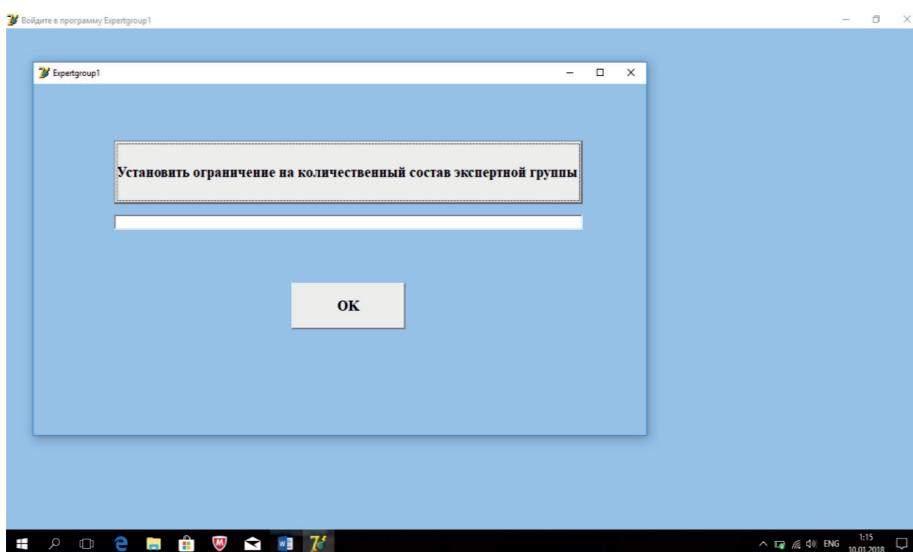 Войдите в программу Expertgroup1
Expertgroup1
Установить ограничение на количественный состав экспертной группы
OK
ENG
1:15
10.01.2018